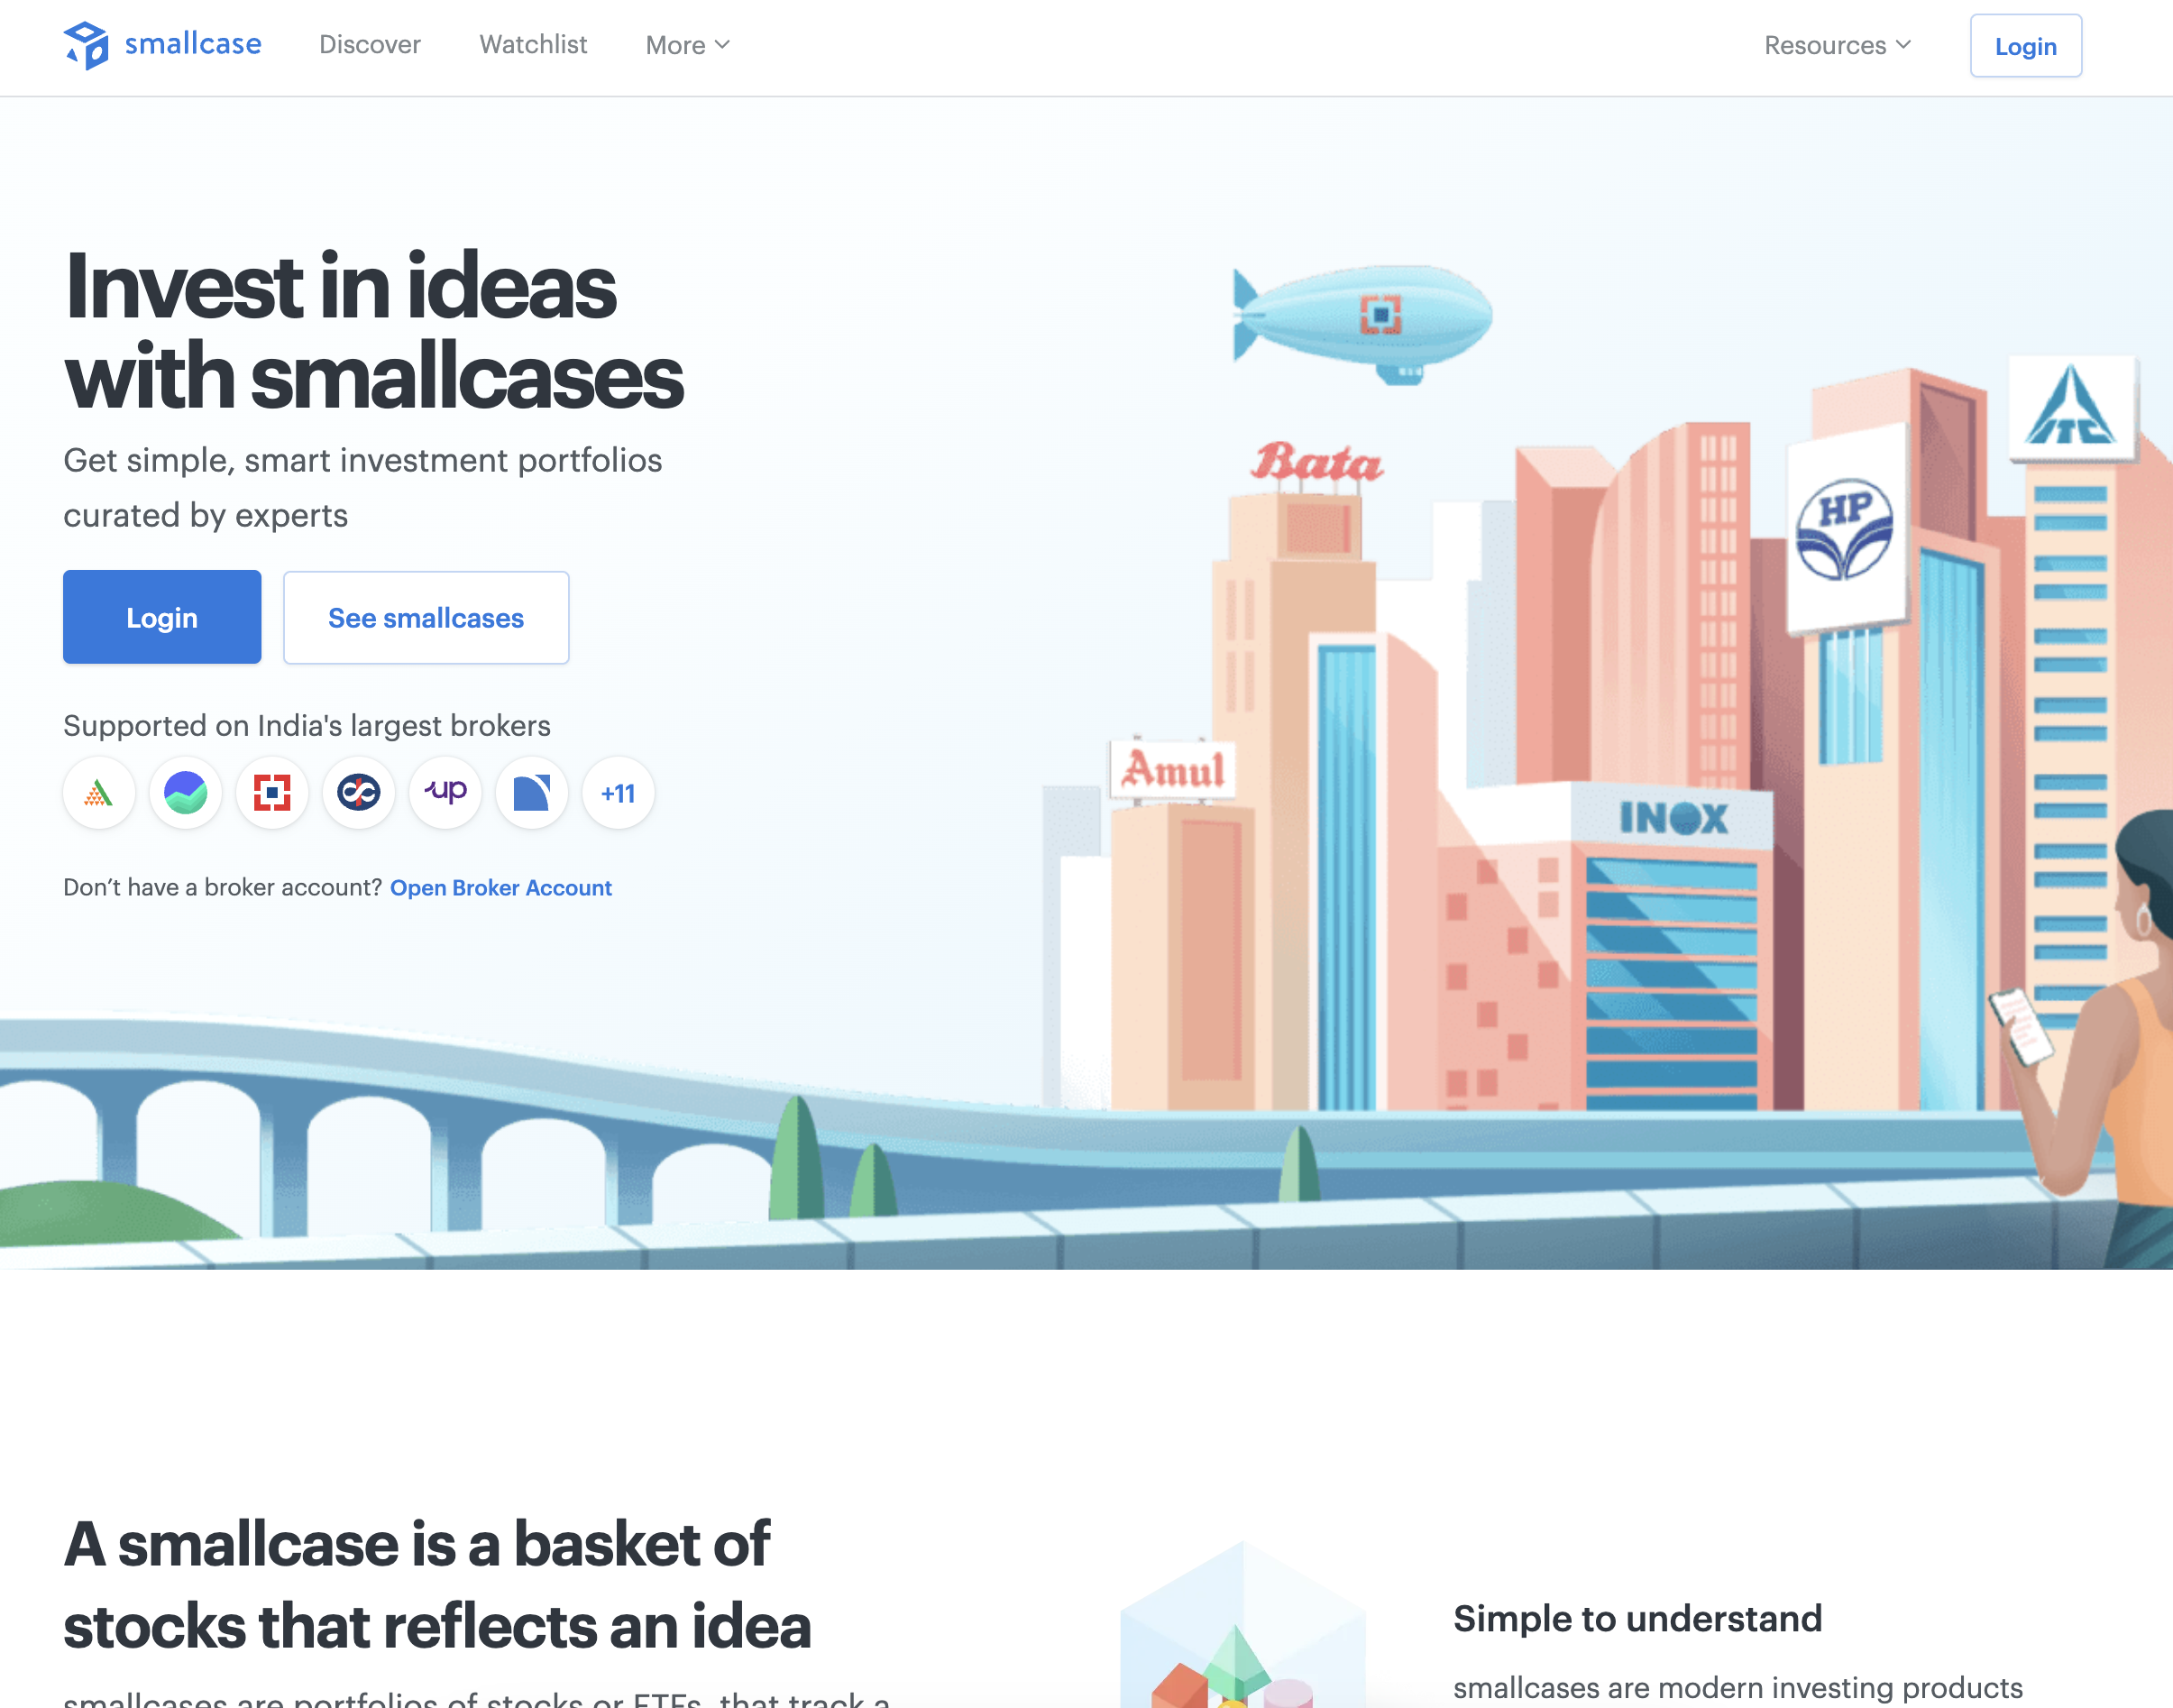 smallcase
Discover
Watchlist
More
Resources
Login
Invest in ideas
with smallcases
Get simple, smart investment portfolios
curated by experts
Login
See smallcases
Supported on India's largest brokers
up
+11
Don’t have a broker account? Open Broker Account
Bata
HP
ITC
Amul
INOX
A smallcase is a basket of
stocks that reflects an idea
smallcases are portfolios of stocks or ETFs, that track a
Simple to understand
smallcases are modern investing products